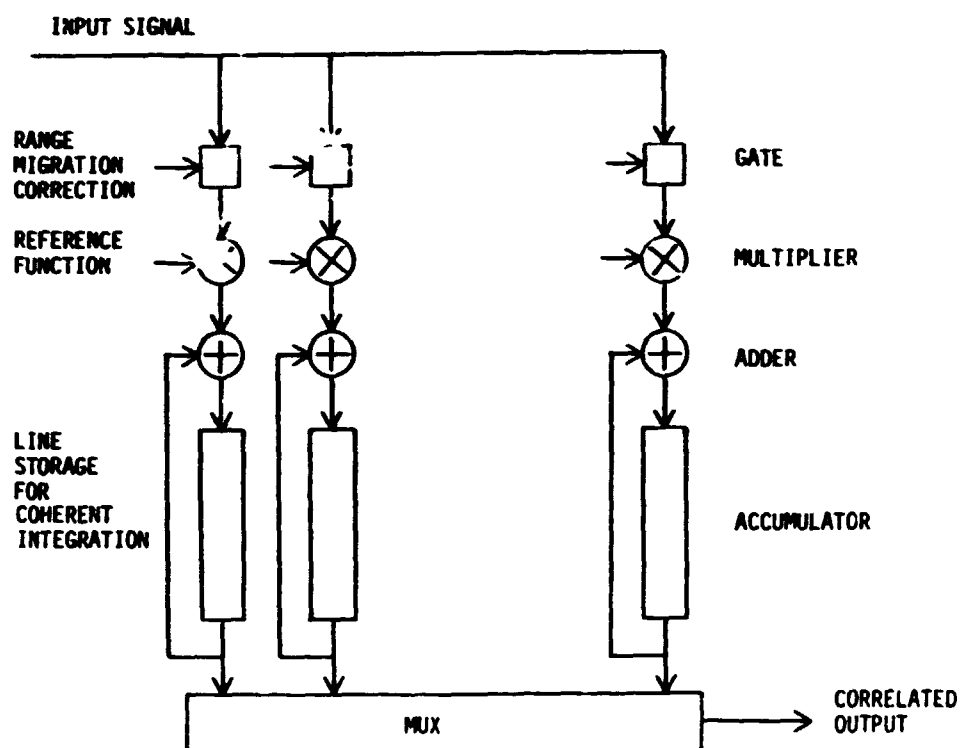 INPUT SIGNAL
RANGE
MIGRATION
CORRECTION
GATE
REFERENCE
FUNCTION
MULTIPLIER
ADDER
LINE
STORAGE
FOR
COHERENT
INTEGRATION
ACCUMULATOR
MUX
CORRELATED
OUTPUT